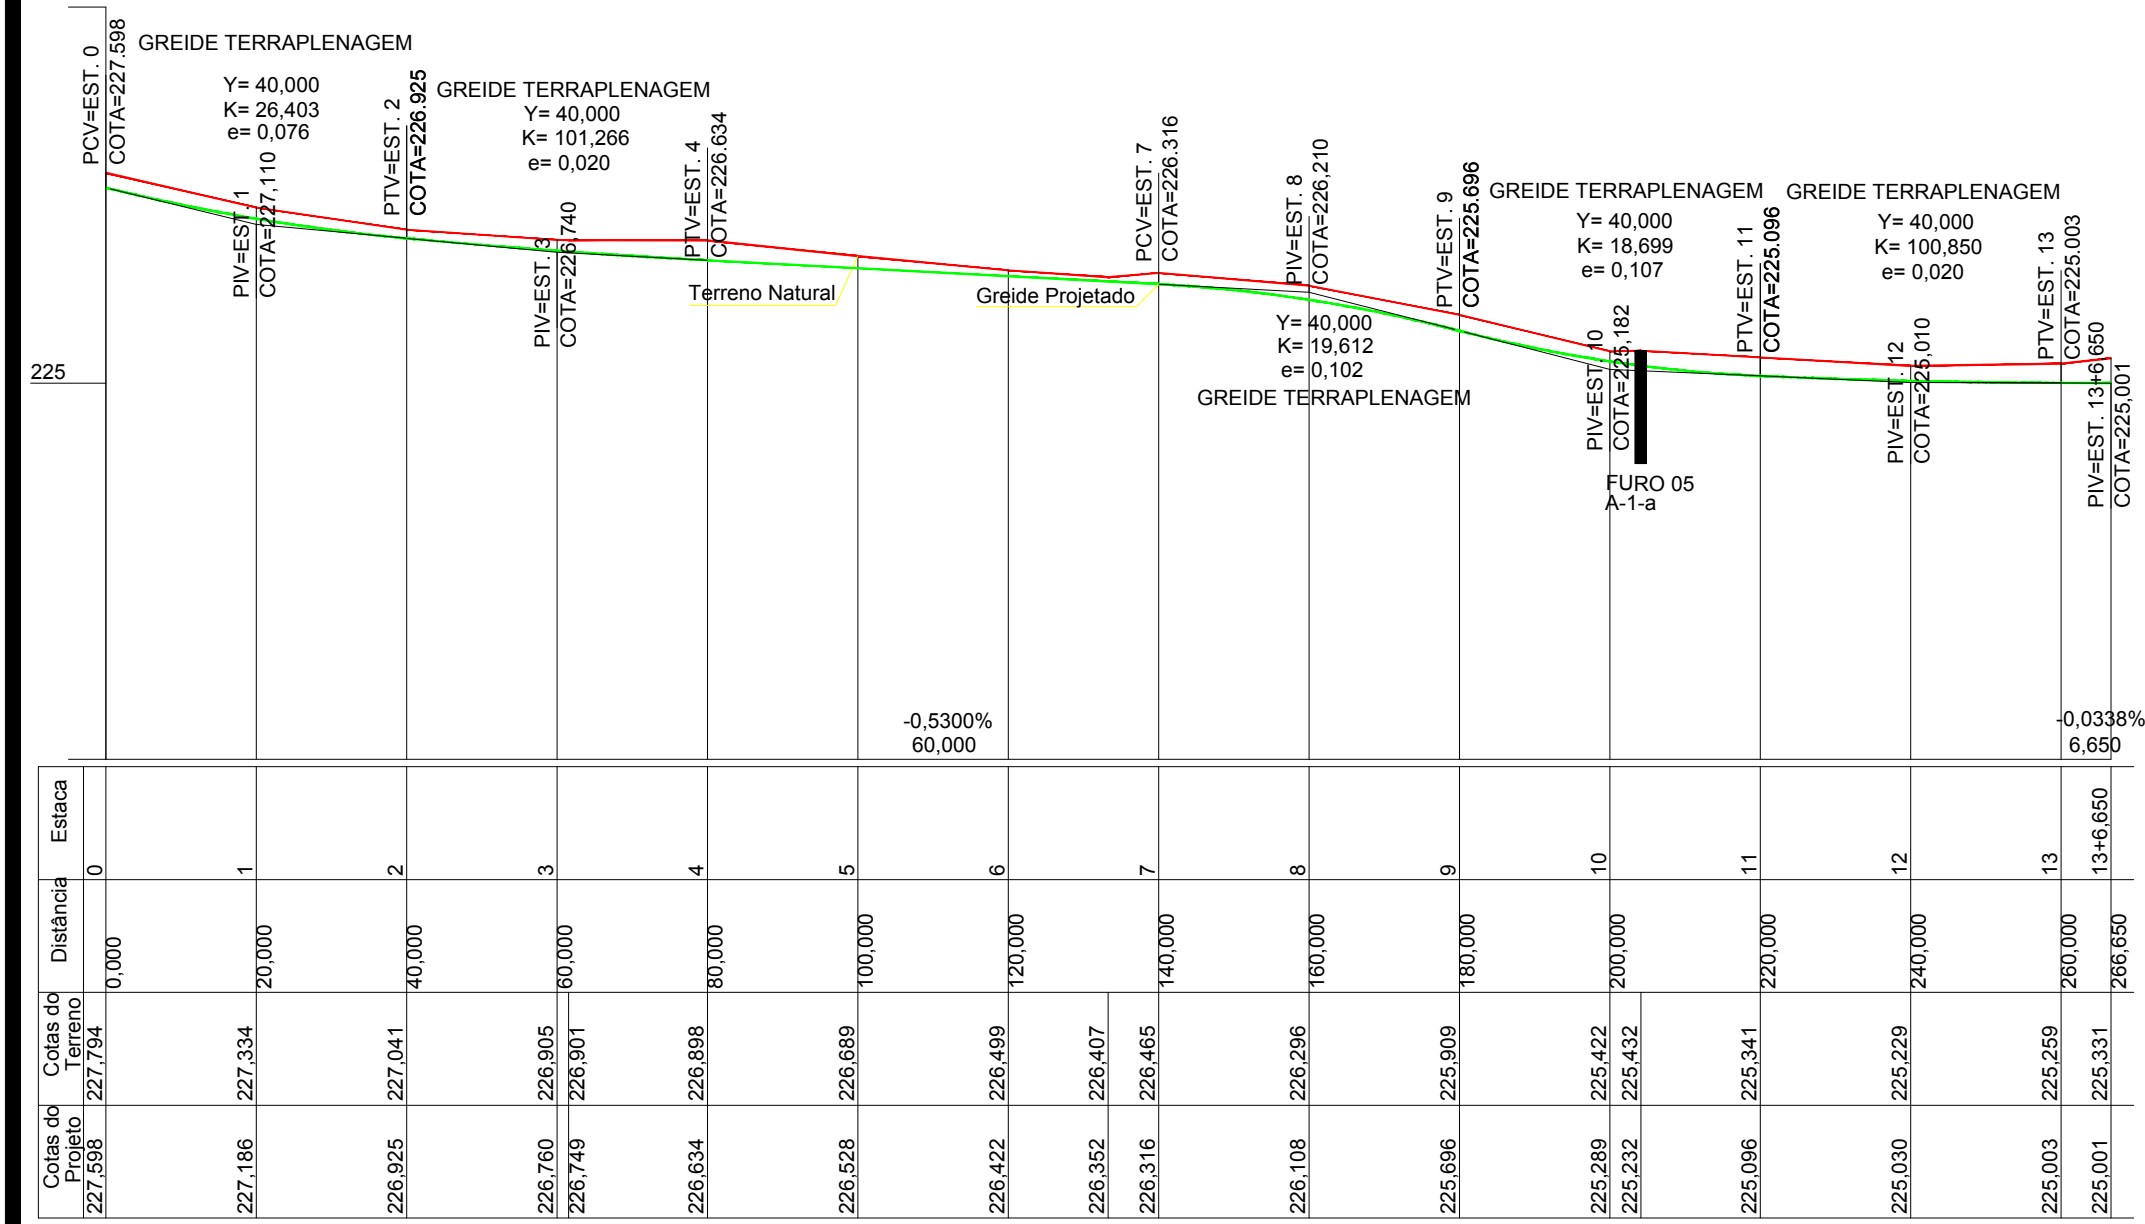 PCV=EST. 0
COTA=227.598
GREIDE TERRAPLENAGEM
Y= 40,000
K= 26,403
e= 0,076
PIV=EST. 1
COTA=227,110
PTV=EST. 2
COTA=226.925
GREIDE TERRAPLENAGEM
Y= 40,000
K= 101,266
e= 0,020
PIV=EST. 3
COTA=226,740
PTV=EST. 4
COTA=226.634
Terreno Natural
Greide Projetado
PCV=EST. 7
COTA=226.316
PIV=EST. 8
COTA=226,210
Y= 40,000
K= 19,612
e= 0,102
GREIDE TERRAPLENAGEM
PTV=EST. 9
COTA=225.696
GREIDE TERRAPLENAGEM
Y= 40,000
K= 18,699
e= 0,107
PIV=EST. 10
COTA=225,182
FURO 05
A-1-a
PTV=EST. 11
COTA=225.096
GREIDE TERRAPLENAGEM
Y= 40,000
K= 100,850
e= 0,020
PIV=EST. 12
COTA=225,010
PTV=EST. 13
COTA=225.003
PIV=EST. 13+6,650
COTA=225,001
225
-0,5300%
60,000
-0,0338%
6,650
Estaca
0
1
2
3
4
5
6
7
8
9
10
11
12
13
13+6,650
Distância
0,000
20,000
40,000
60,000
80,000
100,000
120,000
140,000
160,000
180,000
200,000
220,000
240,000
260,000
266,650
Cotas do
Terreno
227,794
227,334
227,041
226,905
226,901
226,898
226,689
226,499
226,407
226,465
226,296
225,909
225,422
225,432
225,341
225,229
225,259
225,331
Cotas do
Projeto
227,598
227,186
226,925
226,760
226,749
226,634
226,528
226,422
226,352
226,316
226,108
225,696
225,289
225,232
225,096
225,030
225,003
225,001